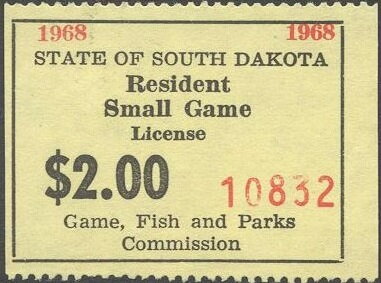 1968 1968
STATE OF SOUTH DAKOTA
Resident
Small Game
License
$2.00 10832
Game, Fish and Parks
Commission